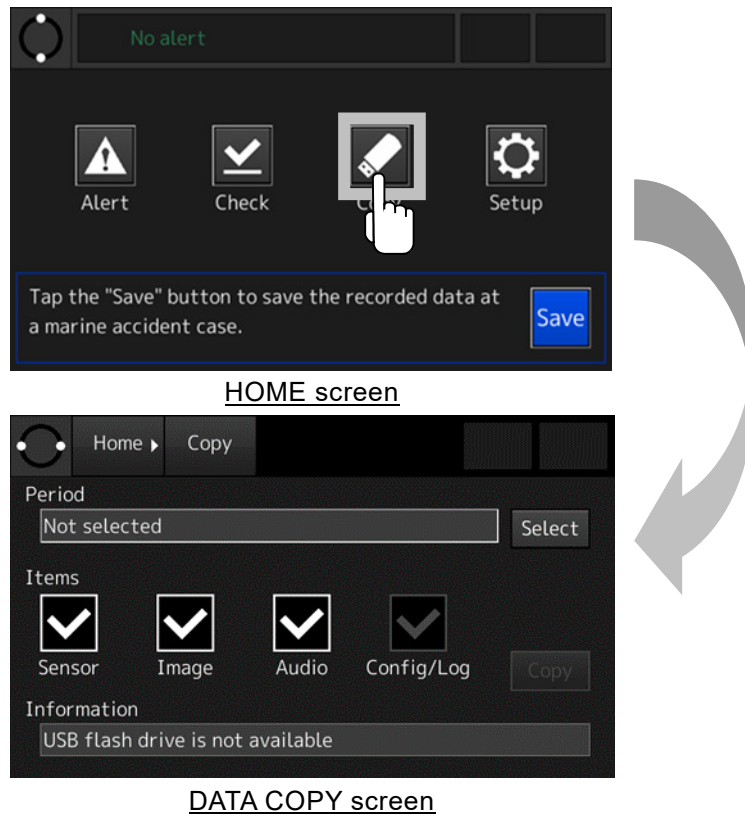 No alert
Alert Check Copy Setup
Tap the "Save" button to save the recorded data at
a marine accident case.
Save
HOME screen
Home Copy
Period
Not selected Select
Items
Sensor Image Audio Config/Log Copy
Information
USB flash drive is not available
DATA COPY screen